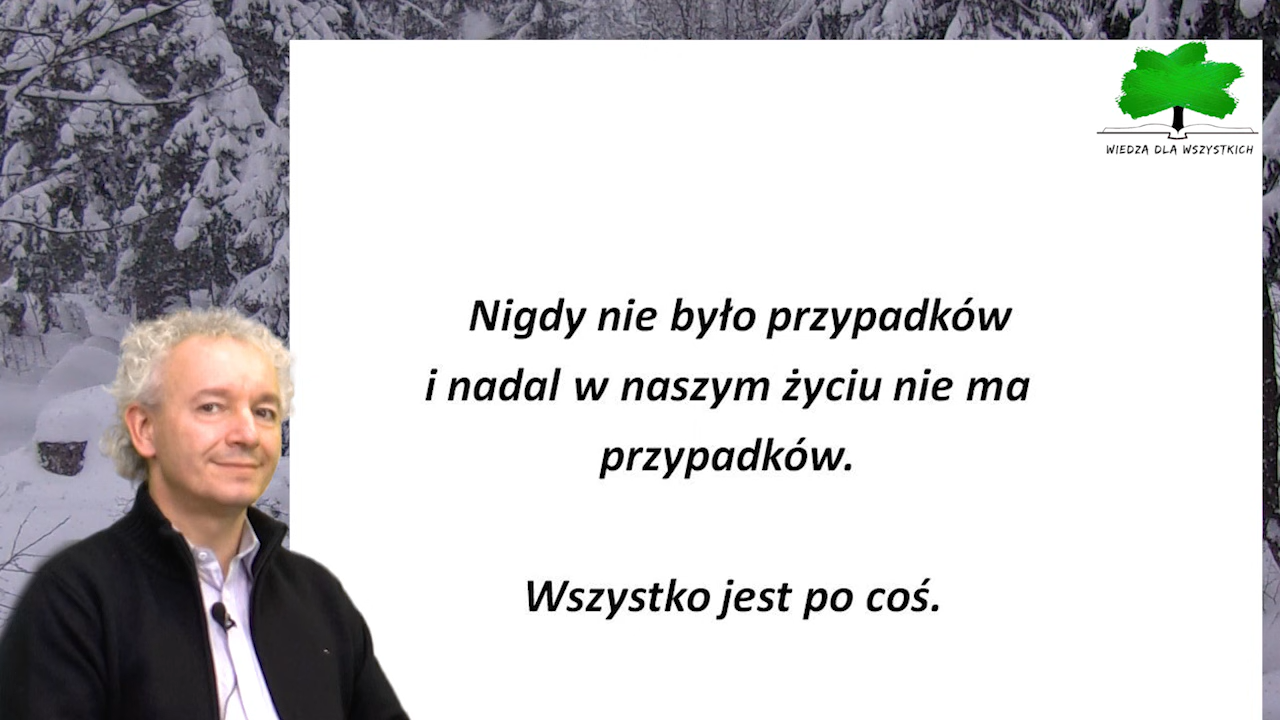 WIEDZA DLA WSZYSTKICH
Nigdy nie było przypadków
i nadal w naszym życiu nie ma
przypadków.
Wszystko jest po coś.